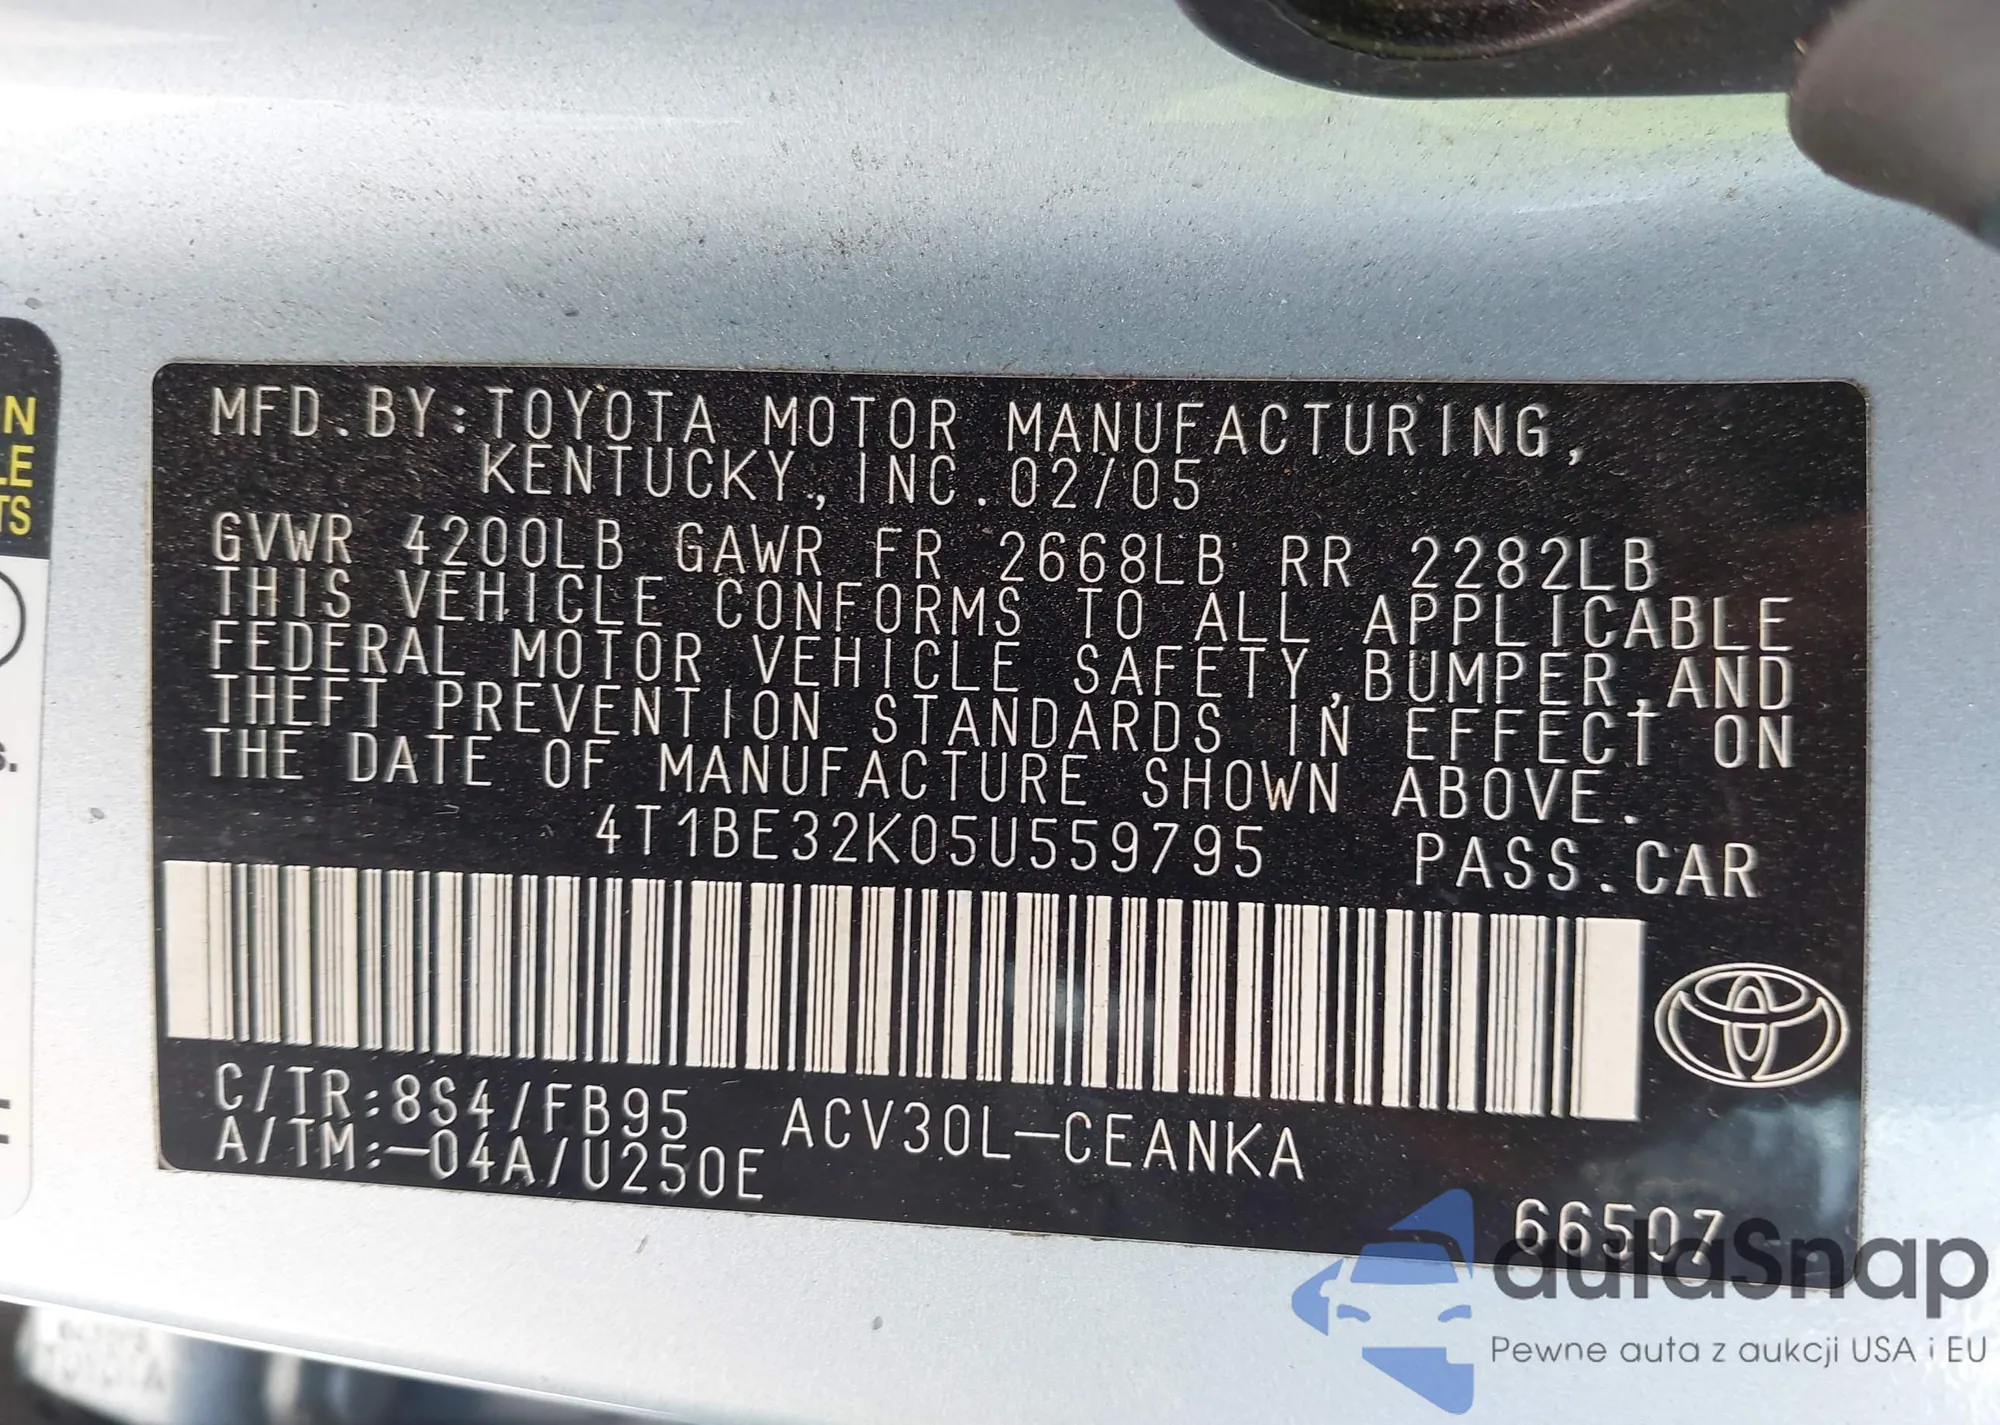 MFD.BY:TOYOTA MOTOR MANUFACTURING,
KENTUCKY, INC.02/05
GVWR 4200LB GAWR FR 2668LB RR 2282LB
THIS VEHICLE CONFORMS TO ALL APPLICABLE
FEDERAL MOTOR VEHICLE SAFETY,BUMPER,AND
THEFT PREVENTION STANDARDS IN EFFECT ON
THE DATE OF MANUFACTURE SHOWN ABOVE.
4T1BE32K05U559795 PASS.CAR
C/TR:8S4/FB95 ACV30L-CEANKA
A/TM:-04A/U250E
66507
autaSnap
Pewne auta z aukcji USA i EU